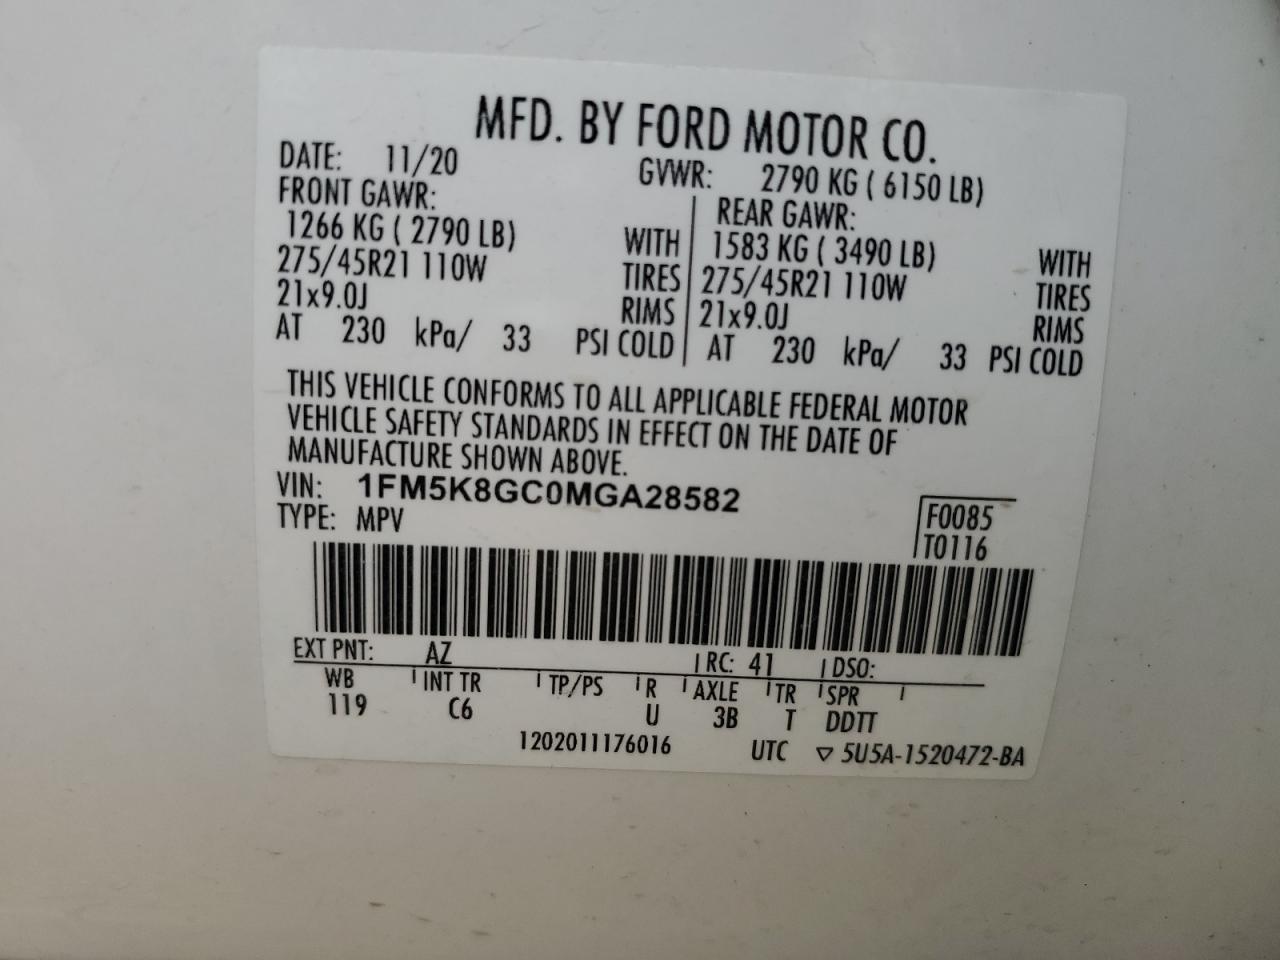 MFD. BY FORD MOTOR CO.
DATE: 11/20 GVWR: 2790 KG ( 6150 LB)
FRONT GAWR: REAR GAWR:
1266 KG ( 2790 LB) WITH 1583 KG ( 3490 LB) WITH
275/45R21 110W TIRES 275/45R21 110W TIRES
21x9.0J RIMS 21x9.0J RIMS
AT 230 kPa/ 33 PSI COLD AT 230 kPa/ 33 PSI COLD
THIS VEHICLE CONFORMS TO ALL APPLICABLE FEDERAL MOTOR
VEHICLE SAFETY STANDARDS IN EFFECT ON THE DATE OF
MANUFACTURE SHOWN ABOVE.
VIN: 1FM5K8GC0MGA28582
TYPE: MPV
F0085
T0116
EXT PNT: AZ RC: 41 DSO:
WB INT TR TP/PS R AXLE TR SPR
119 C6 U 3B T DDTT
1202011176016 UTC ▽ 5U5A-1520472-BA